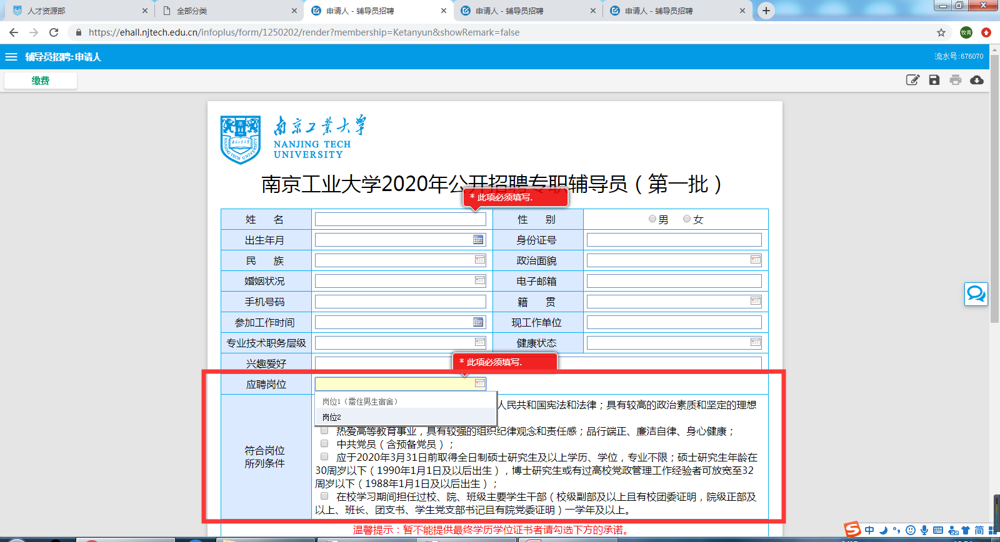 人才资源部
全部分类
申请人 - 辅导员招聘
申请人 - 辅导员招聘
申请人 - 辅导员招聘
https://ehall.njtech.edu.cn/infoplus/form/1250202/render?membership=Ketanyun&showRemark=false
牧青
辅导员招聘:申请人
流水号:676070
缴费
南京工业大学
NANJING TECH
UNIVERSITY
南京工业大学2020年公开招聘专职辅导员（第一批）
* 此项必须填写.
姓 名
性 别
男
女
出生年月
身份证号
民 族
政治面貌
婚姻状况
电子邮箱
手机号码
籍 贯
参加工作时间
现工作单位
专业技术职务层级
健康状态
兴趣爱好
* 此项必须填写.
应聘岗位
岗位1（需住男生宿舍）
岗位2
人民共和国宪法和法律；具有较高的政治素质和坚定的理想
热爱高等教育事业，具有较强的组织纪律观念和责任感；品行端正、廉洁自律、身心健康；
中共党员（含预备党员）；
符合岗位
所列条件
应于2020年3月31日前取得全日制硕士研究生及以上学历、学位，专业不限；硕士研究生年龄在
30周岁以下（1990年1月1日及以后出生），博士研究生或有过高校党政管理工作经验者可放宽至32
周岁以下（1988年1月1日及以后出生）；
在校学习期间担任过校、院、班级主要学生干部（校级副部及以上且有校团委证明，院级正部及
以上、班长、团支书、学生党支部书记且有院党委证明）一学年及以上。
温馨提示：暂不能提供最终学历学位证书者请勾选下方的承诺。
中
简